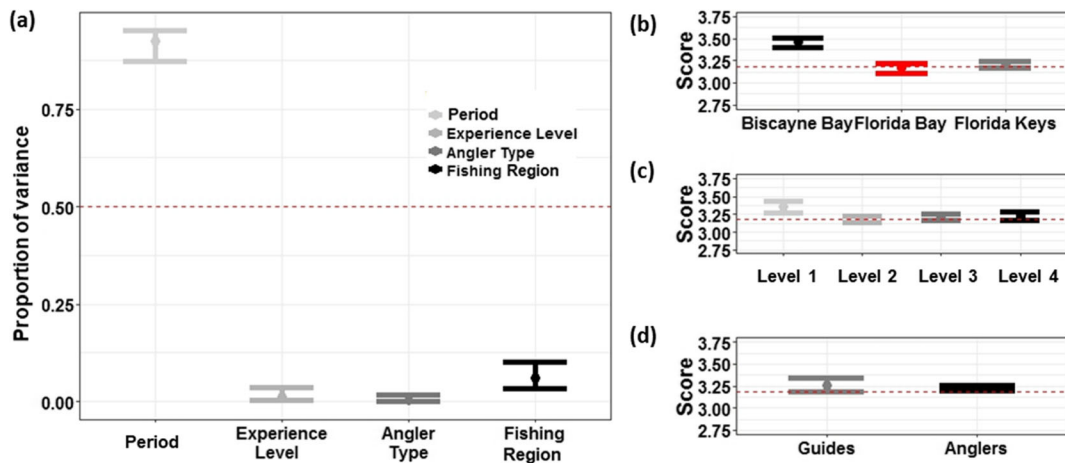 (a)
Proportion of variance
0.75
0.50
0.25
0.00
Period
Experience Level
Angler Type
Fishing Region
Period
Experience
Level
Angler
Type
Fishing
Region
(b)
Score
3.75
3.50
3.25
3.00
2.75
Biscayne Bay Florida Bay Florida Keys
(c)
Score
3.75
3.50
3.25
3.00
2.75
Level 1 Level 2 Level 3 Level 4
(d)
Score
3.75
3.50
3.25
3.00
2.75
Guides Anglers